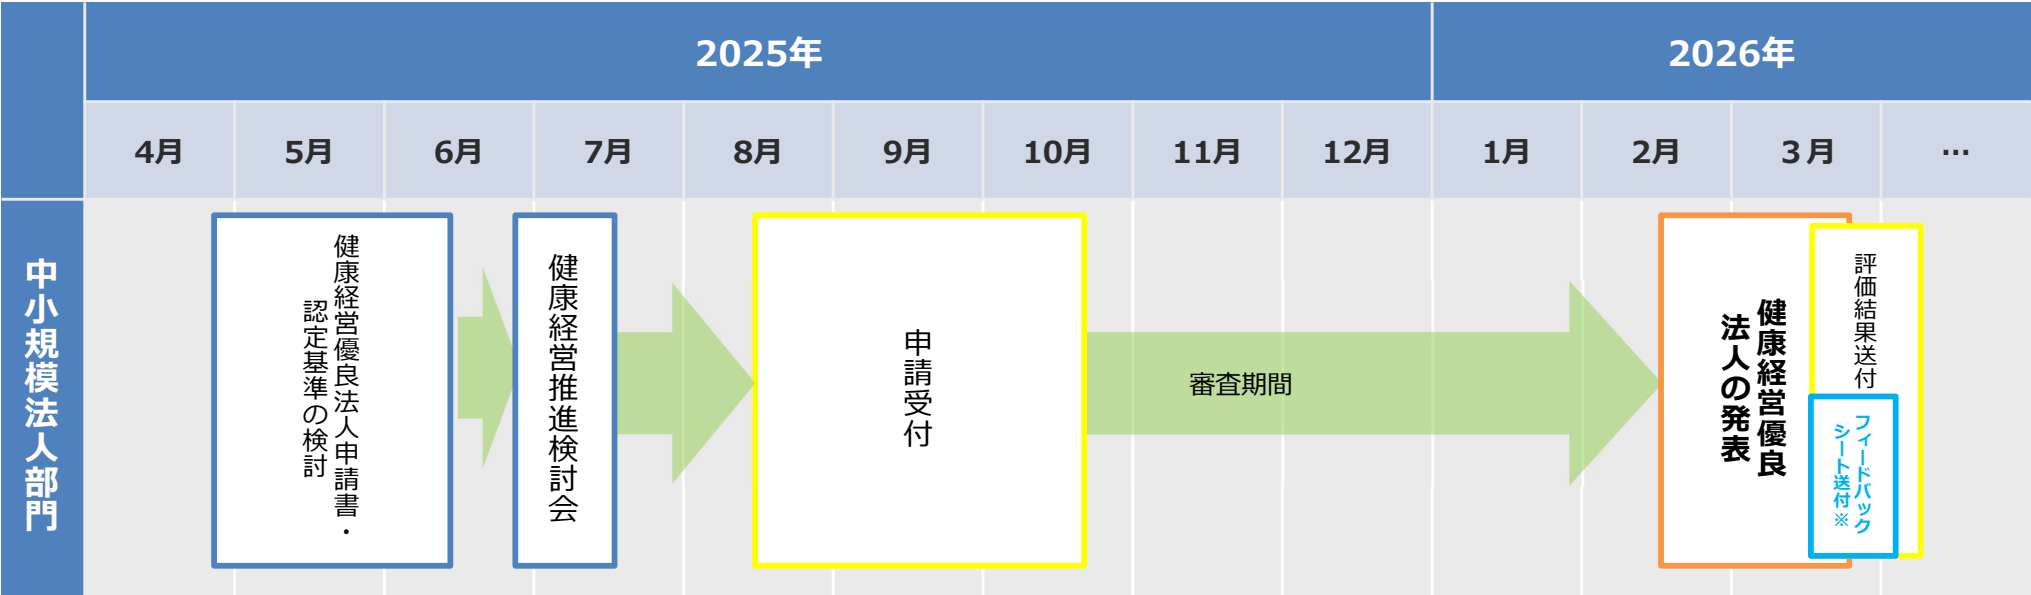 2025年
2026年
4月
5月
6月
7月
8月
9月
10月
11月
12月
1月
2月
３月
…
中小規模法人部門
健康経営優良法人申請書・
認定基準の検討
健康経営推進検討会
申請受付
審査期間
健康経営優良
法人の発表
評価結果送付
フィードバック
シート送付※